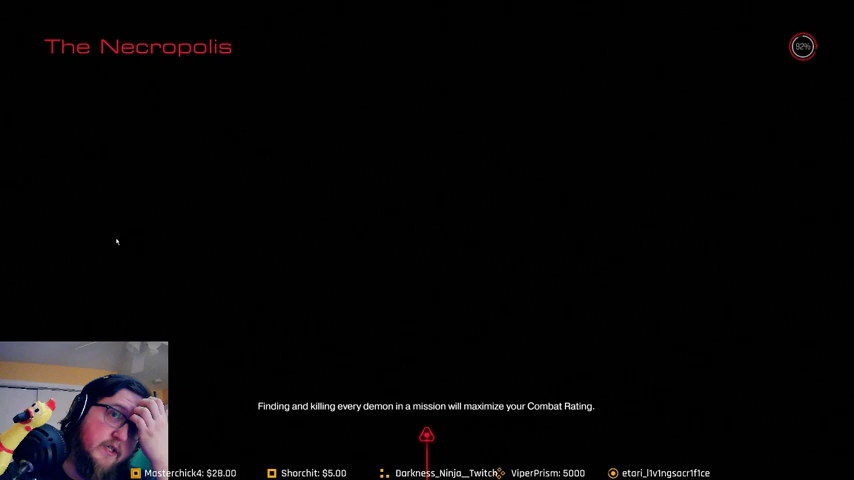 The Necropolis
92%
Finding and killing every demon in a mission will maximize your Combat Rating.
Masterchick4: $28.00
Shorchit: $5.00
Darkness_Ninja__Twitch
ViperPrism: 5000
etari_l1v1ngsacr1f1ce